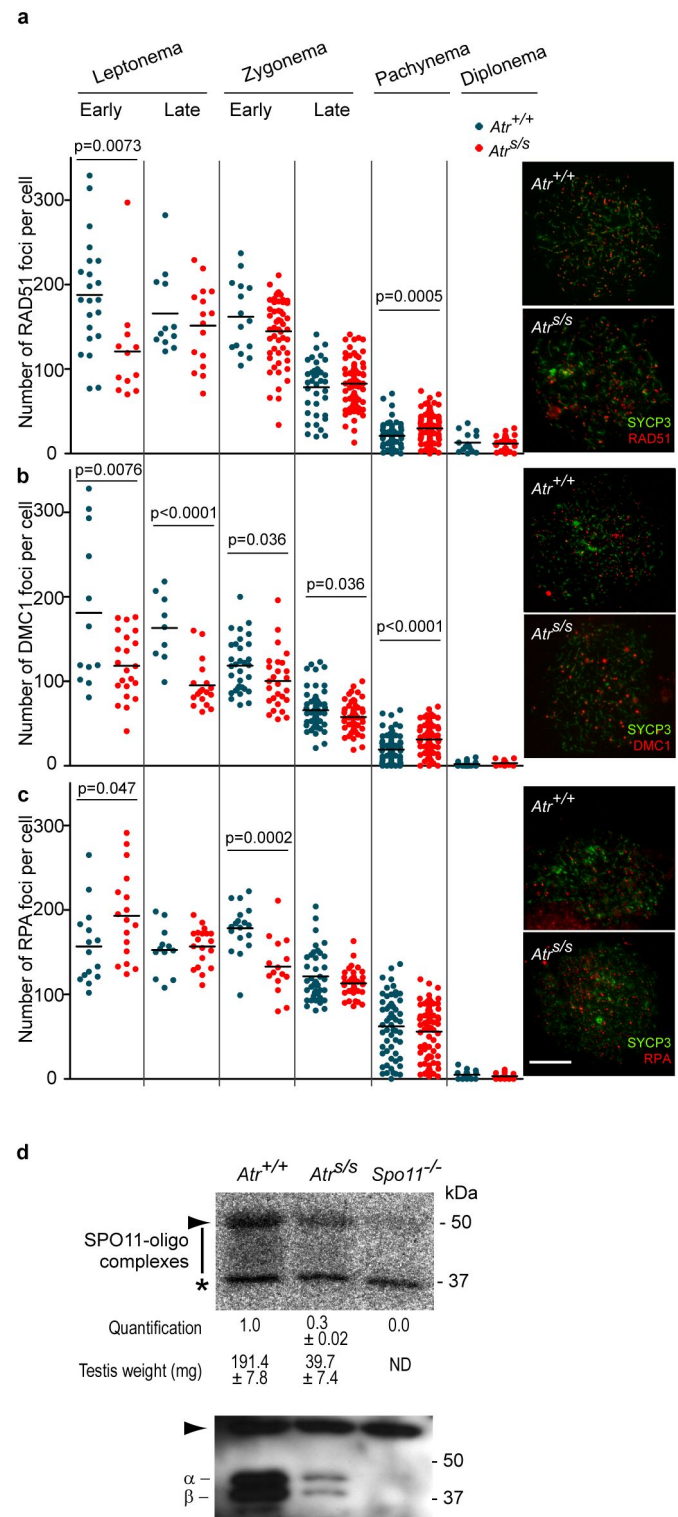 a
Leptonema Zygonema Pachynema Diplonema
Early Late Early Late
Atr+/+
Atrs/s
p=0.0073
p=0.0005
Number of RAD51 foci per cell
300
200
100
0
Atr+/+
Atrs/s
SYCP3
RAD51
b
p=0.0076
p<0.0001
p=0.036
p=0.036
p<0.0001
Number of DMC1 foci per cell
300
200
100
0
Atr+/+
Atrs/s
SYCP3
DMC1
c
p=0.047
p=0.0002
Number of RPA foci per cell
300
200
100
0
Atr+/+
Atrs/s
SYCP3
RPA
d
Atr+/+ Atrs/s Spo11-/-
kDa
- 50
SPO11-oligo
complexes
*
- 37
Quantification 1.0 0.3 ± 0.02 0.0
Testis weight (mg) 191.4 ± 7.8 39.7 ± 7.4 ND
- 50
α –
β –
- 37